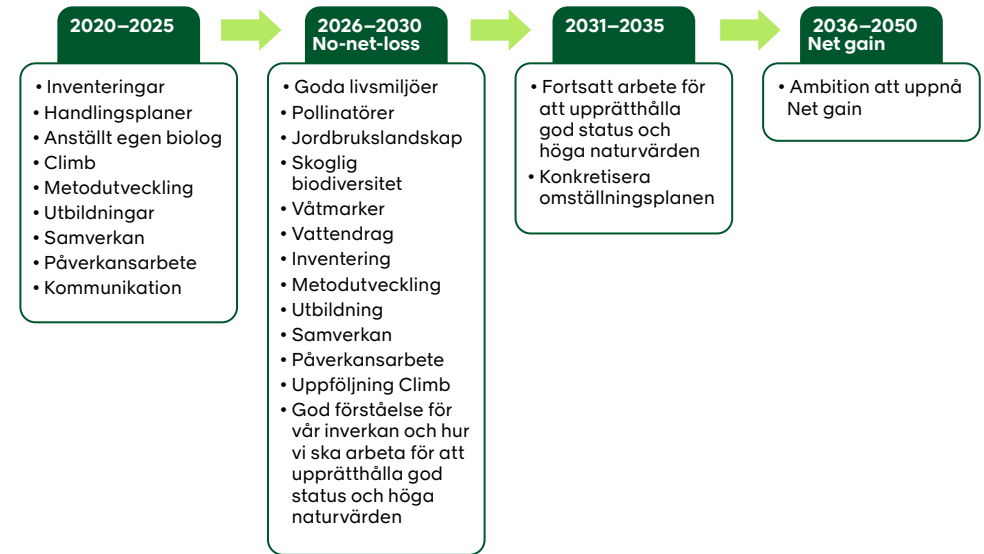 2020–2025
• Inventeringar
• Handlingsplaner
• Anställt egen biolog
• Climb
• Metodutveckling
• Utbildningar
• Samverkan
• Påverkansarbete
• Kommunikation
2026–2030
No-net-loss
• Goda livsmiljöer
• Pollinatörer
• Jordbrukslandskap
• Skoglig
biodiversitet
• Våtmarker
• Vattendrag
• Inventering
• Metodutveckling
• Utbildning
• Samverkan
• Påverkansarbete
• Uppföljning Climb
• God förståelse för
vår inverkan och hur
vi ska arbeta för att
upprätthålla god
status och höga
naturvärden
2031–2035
• Fortsatt arbete för
att upprätthålla
god status och
höga naturvärden
• Konkretisera
omställningsplanen
2036–2050
Net gain
• Ambition att uppnå
Net gain